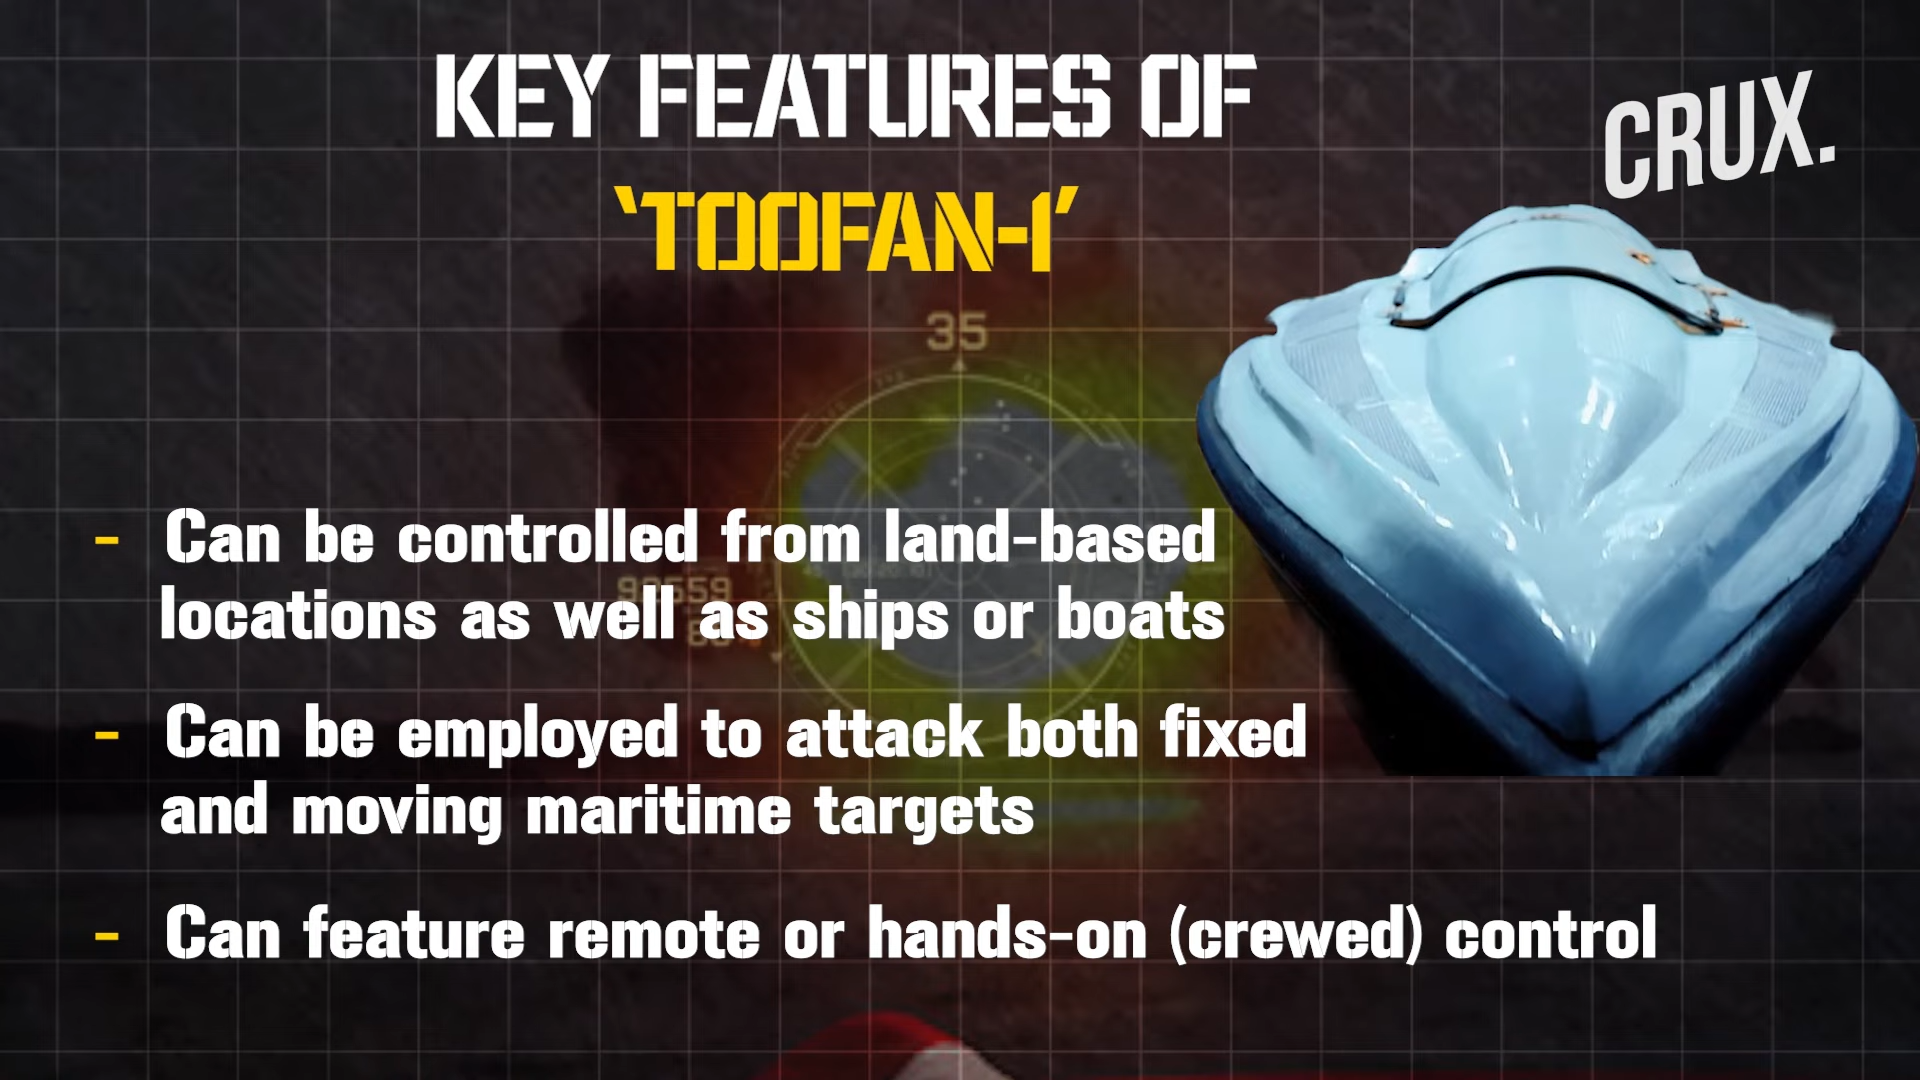 KEY FEATURES OF
CRUX.
‘TOOFAN-1’
35
- Can be controlled from land-based
locations as well as ships or boats
- Can be employed to attack both fixed
and moving maritime targets
- Can feature remote or hands-on (crewed) control